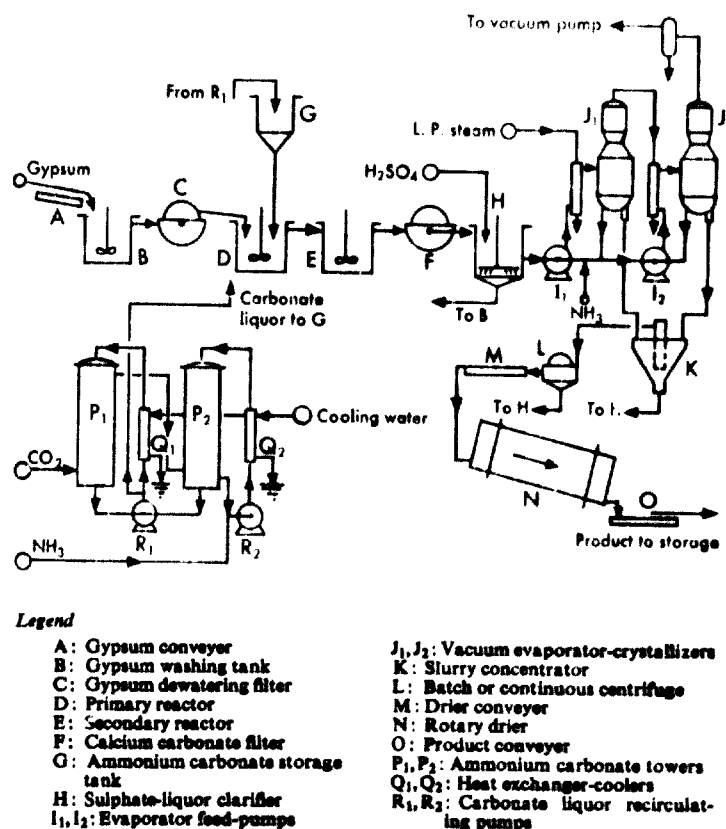 To vacuum pump
From R1
G
J1
J
L. P. steam
Gypsum
C
H2SO4
H
A
B
D
E
F
I1
I2
Carbonate
liquor to G
To B
NH3
L
M
K
P1
P2
Cooling water
To H
Q1
Q2
CO2
N
O
R1
R2
NH3
Product to storage
Legend
A: Gypsum conveyer
B: Gypsum washing tank
C: Gypsum dewatering filter
D: Primary reactor
E: Secondary reactor
F: Calcium carbonate filter
G: Ammonium carbonate storage
tank
H: Sulphate-liquor clarifier
I1, I2: Evaporator feed-pumps
J1, J2: Vacuum evaporator-crystallizers
K: Slurry concentrator
L: Batch or continuous centrifuge
M: Drier conveyer
N: Rotary drier
O: Product conveyer
P1, P2: Ammonium carbonate towers
Q1, Q2: Heat exchanger-coolers
R1, R2: Carbonate liquor recirculat-
ing pumps